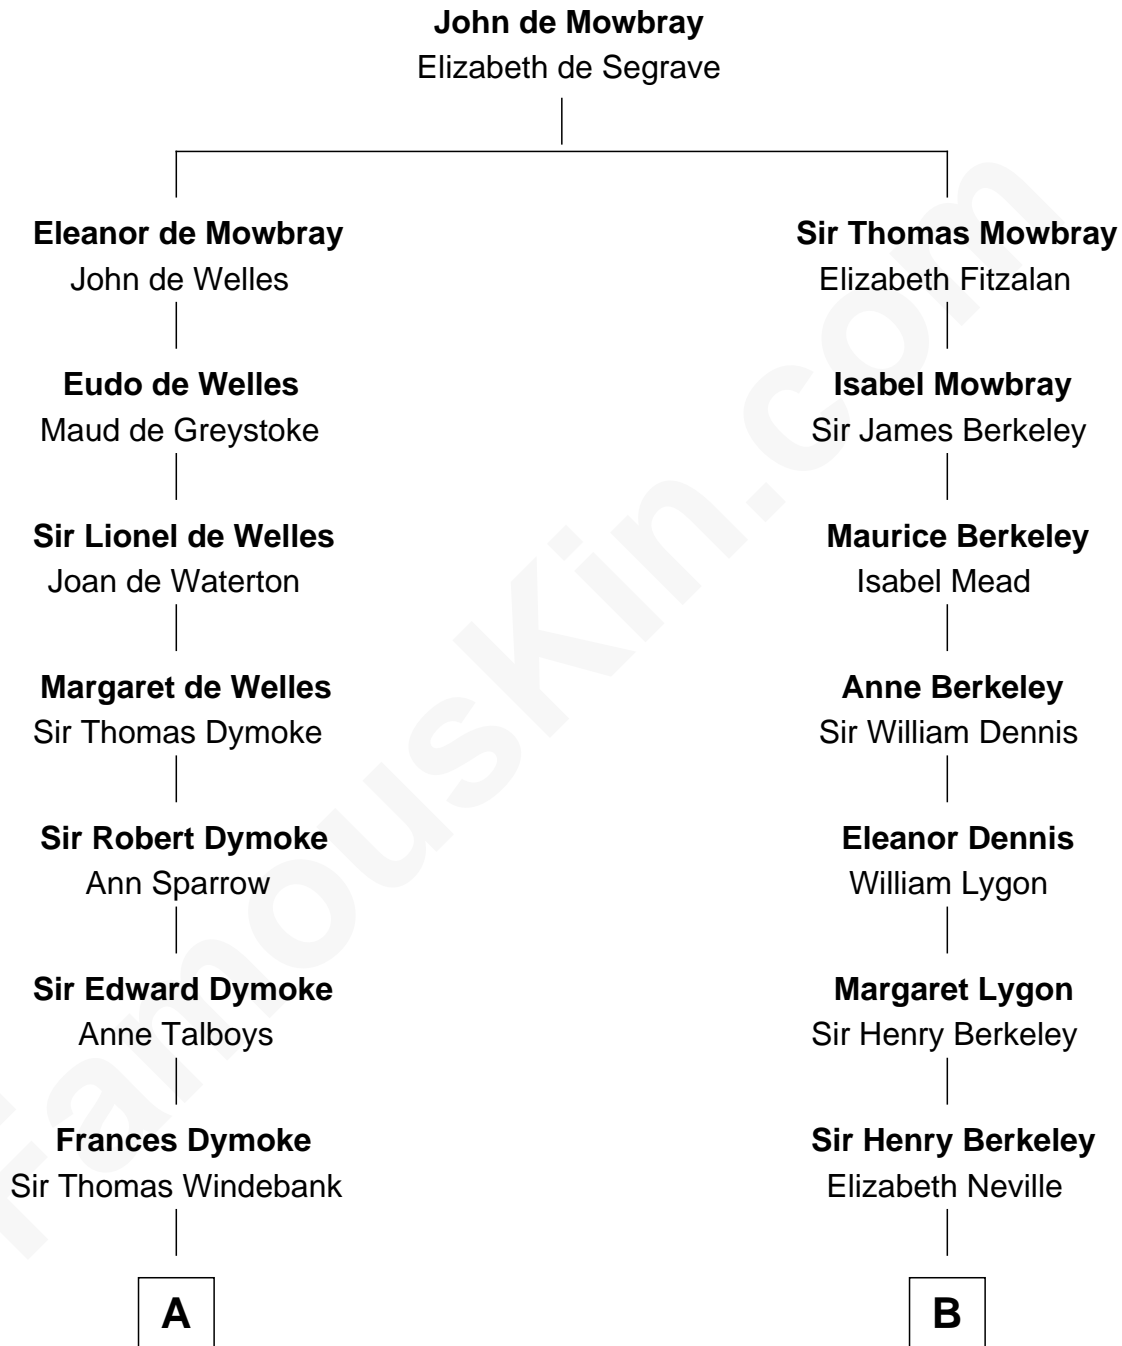 John de Mowbray
Elizabeth de Segrave
Eleanor de Mowbray
John de Welles
Sir Thomas Mowbray
Elizabeth Fitzalan
Eudo de Welles
Maud de Greystoke
Isabel Mowbray
Sir James Berkeley
Sir Lionel de Welles
Joan de Waterton
Maurice Berkeley
Isabel Mead
Margaret de Welles
Sir Thomas Dymoke
Anne Berkeley
Sir William Dennis
Sir Robert Dymoke
Ann Sparrow
Eleanor Dennis
William Lygon
Sir Edward Dymoke
Anne Talboys
Margaret Lygon
Sir Henry Berkeley
Frances Dymoke
Sir Thomas Windebank
Sir Henry Berkeley
Elizabeth Neville
A
B
FamousKin.com